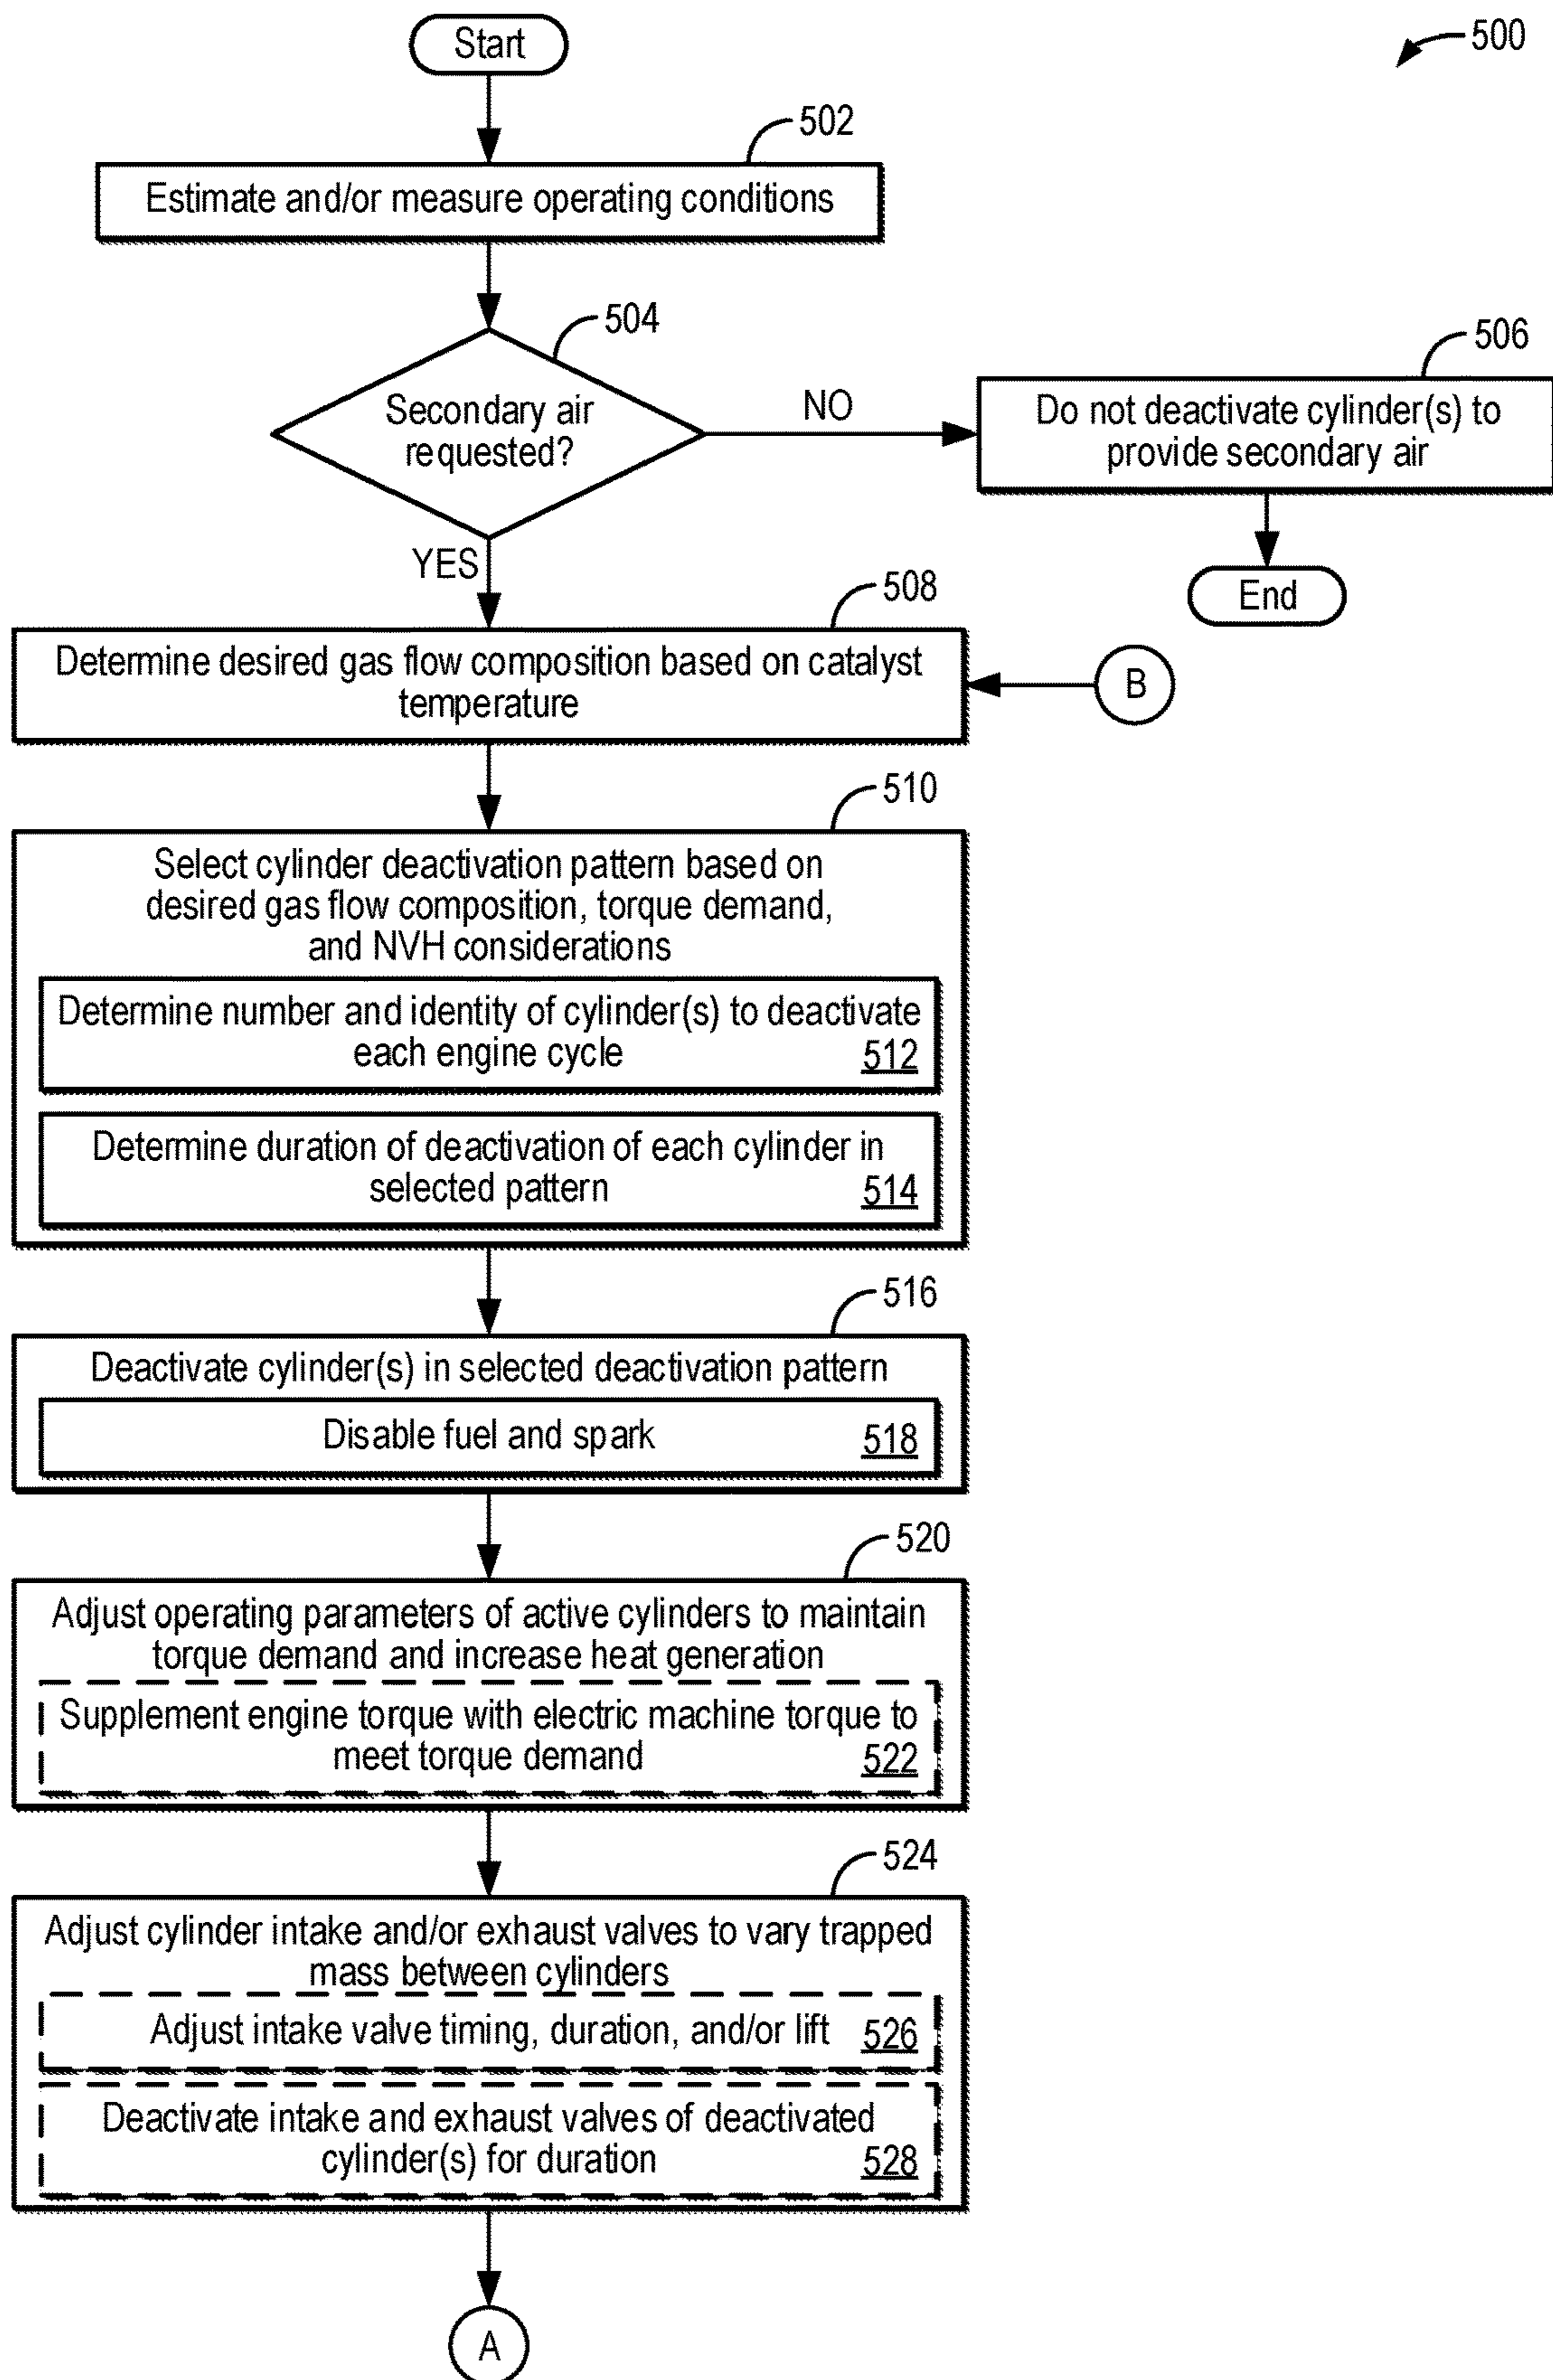 Start
500
502
Estimate and/or measure operating conditions
504
Secondary air
requested?
NO
506
Do not deactivate cylinder(s) to
provide secondary air
End
YES
508
Determine desired gas flow composition based on catalyst
temperature
B
510
Select cylinder deactivation pattern based on
desired gas flow composition, torque demand,
and NVH considerations
Determine number and identity of cylinder(s) to deactivate
each engine cycle 512
Determine duration of deactivation of each cylinder in
selected pattern 514
516
Deactivate cylinder(s) in selected deactivation pattern
Disable fuel and spark 518
520
Adjust operating parameters of active cylinders to maintain
torque demand and increase heat generation
Supplement engine torque with electric machine torque to
meet torque demand 522
524
Adjust cylinder intake and/or exhaust valves to vary trapped
mass between cylinders
Adjust intake valve timing, duration, and/or lift 526
Deactivate intake and exhaust valves of deactivated
cylinder(s) for duration 528
A